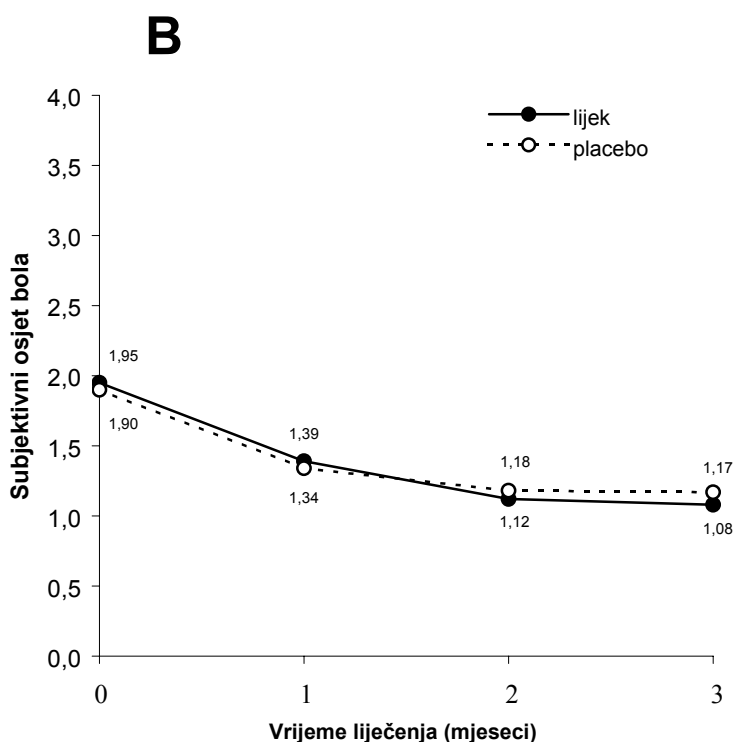 B
4,0
3,5
3,0
2,5
2,0
1,5
1,0
0,5
0,0
Subjektivni osjet bola
lijek
placebo
1,95
1,90
1,39
1,34
1,18
1,12
1,17
1,08
0 1 2 3
Vrijeme liječenja (mjeseci)